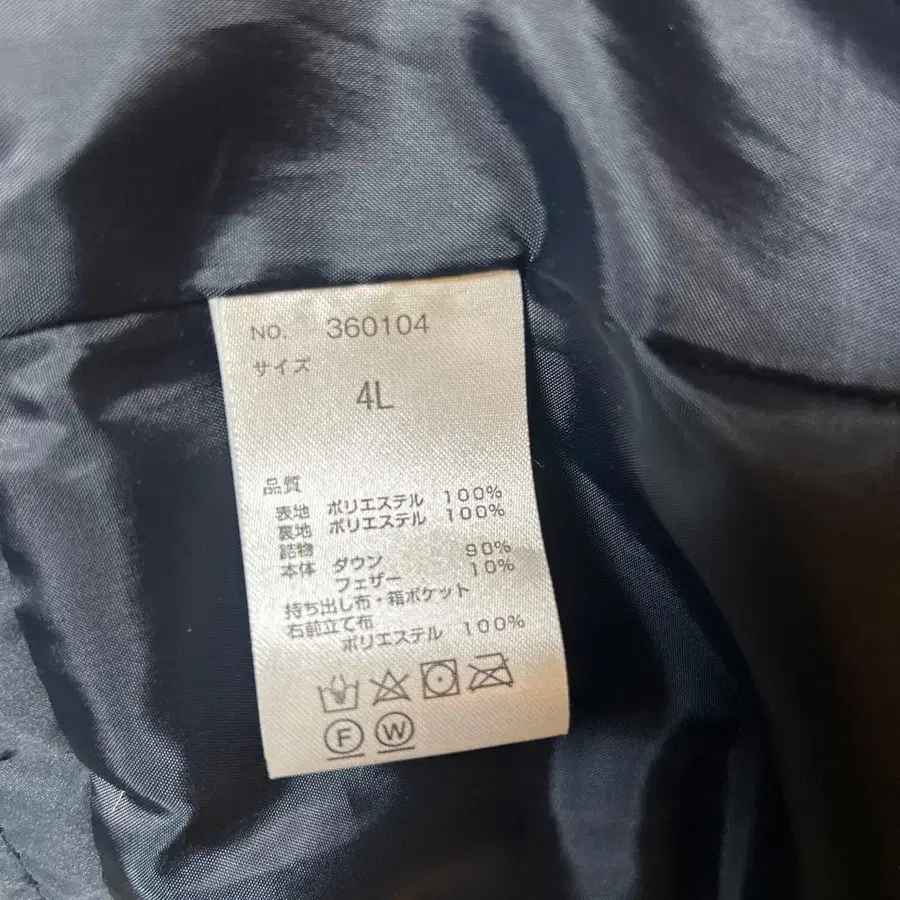 NO. 360104
サイズ
4L
品質
表地 ポリエステル 100%
裏地 ポリエステル 100%
詰物
本体 ダウン 90%
フェザー 10%
持ち出し布・箱ポケット
右前立て布
ポリエステル 100%
F W